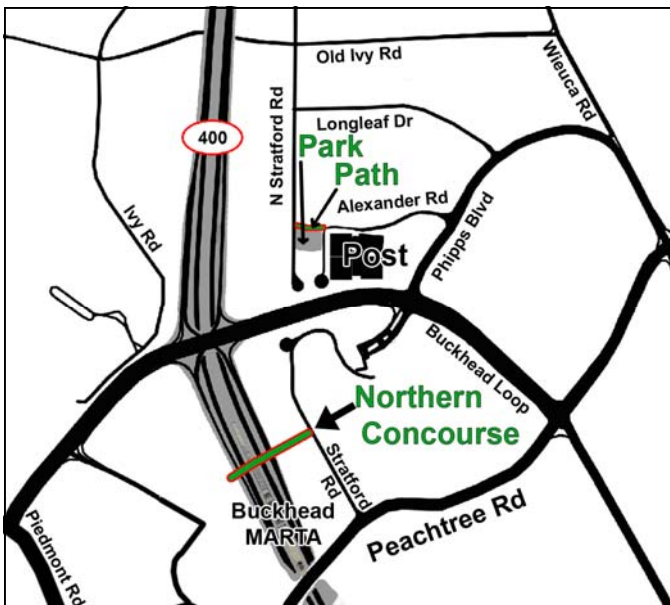 Old Ivy Rd
Wieuca Rd
400
N Stratford Rd
Longleaf Dr
Park
Path
Alexander Rd
Ivy Rd
Post
Phipps Blvd
Buckhead Loop
Northern
Concourse
Stratford
Rd
Buckhead
MARTA
Peachtree Rd
Piedmont Rd